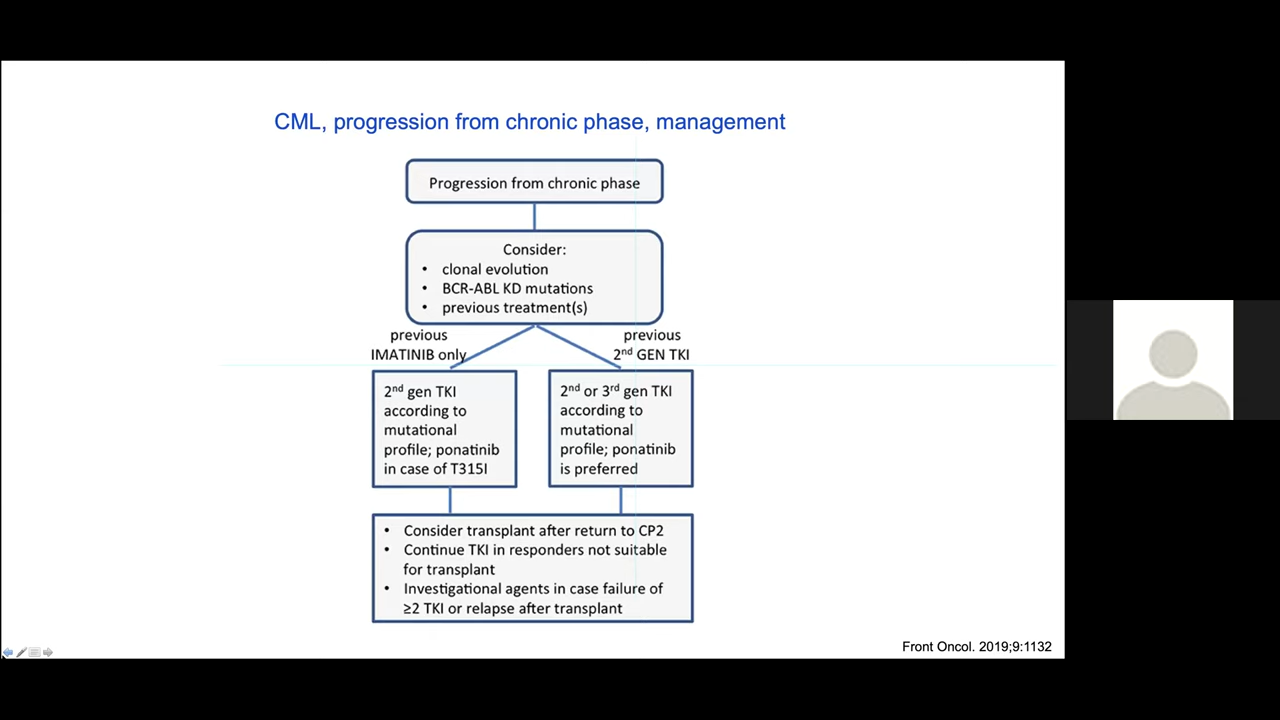 CML, progression from chronic phase, management
Progression from chronic phase
Consider:
• clonal evolution
• BCR-ABL KD mutations
• previous treatment(s)
previous
IMATINIB only
previous
2nd GEN TKI
2nd gen TKI
according to
mutational
profile; ponatinib
in case of T315I
2nd or 3rd gen TKI
according to
mutational
profile; ponatinib
is preferred
• Consider transplant after return to CP2
• Continue TKI in responders not suitable
for transplant
• Investigational agents in case failure of
≥2 TKI or relapse after transplant
Front Oncol. 2019;9:1132